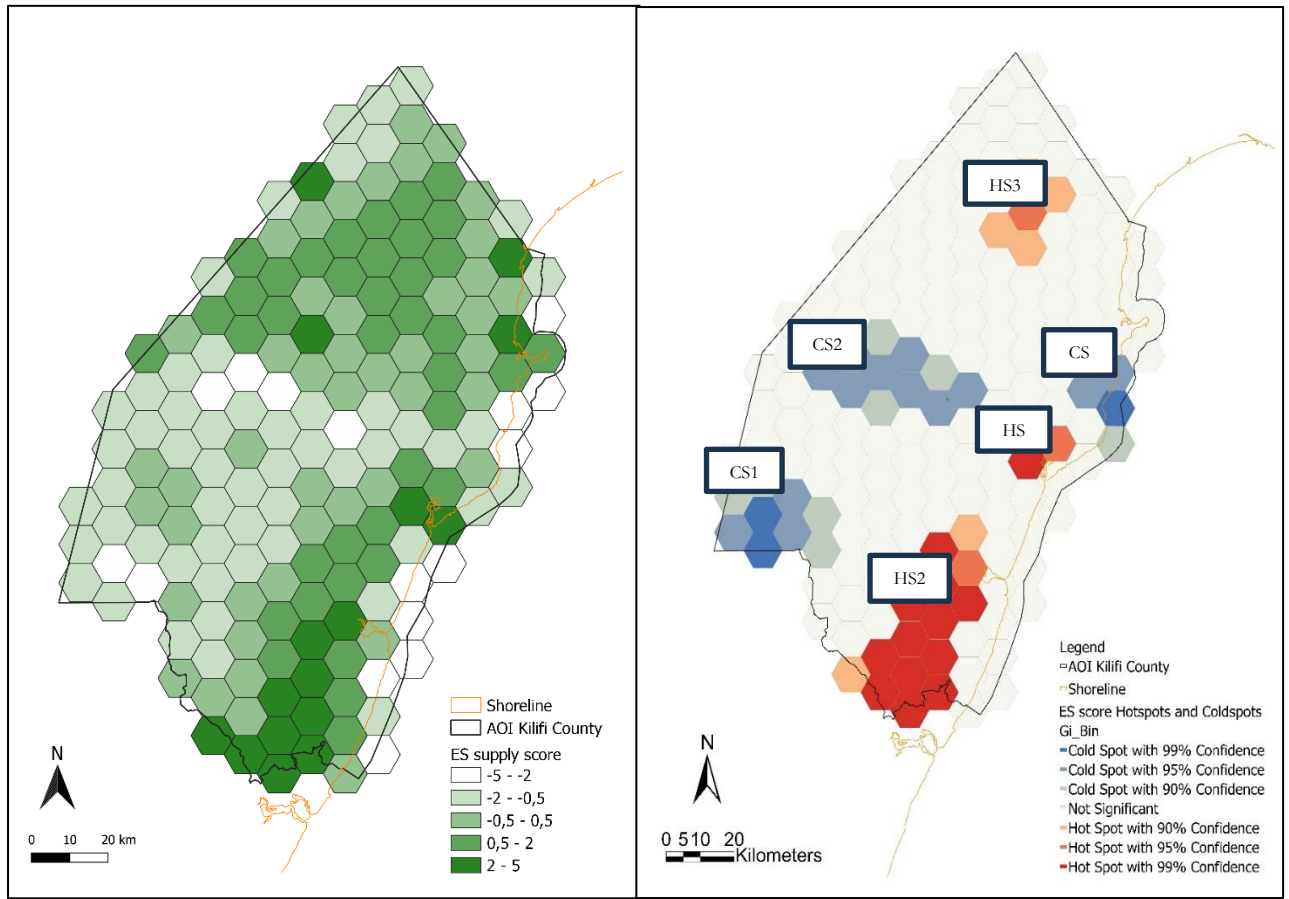 Shoreline
AOI Kilifi County
ES supply score
-5 - -2
-2 - -0,5
-0,5 - 0,5
0,5 - 2
2 - 5
N
0 10 20 km
HS3
CS2
CS
HS
CS1
HS2
Legend
AOI Kilifi County
Shoreline
ES score Hotspots and Coldspots
Gi_Bin
Cold Spot with 99% Confidence
Cold Spot with 95% Confidence
Cold Spot with 90% Confidence
Not Significant
Hot Spot with 90% Confidence
Hot Spot with 95% Confidence
Hot Spot with 99% Confidence
N
0 510 20
Kilometers